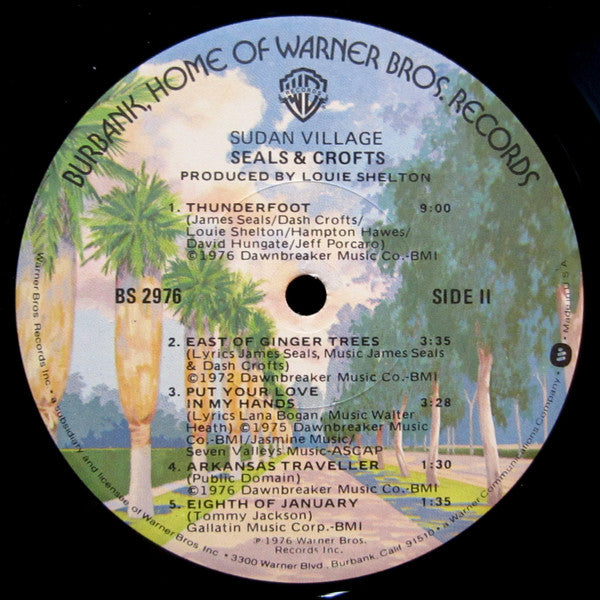 BURBANK, HOME OF WARNER BROS. RECORDS
WB
RECORDS
SUDAN VILLAGE
SEALS & CROFTS
PRODUCED BY LOUIE SHELTON
1. THUNDERFOOT 9:00
(James Seals/Dash Crofts/
Louie Shelton/Hampton Hawes/
David Hungate/Jeff Porcaro)
©1976 Dawnbreaker Music Co.-BMI
BS 2976 SIDE II
2. EAST OF GINGER TREES 3:35
(Lyrics James Seals, Music James Seals
& Dash Crofts)
©1972 Dawnbreaker Music Co.-BMI
3. PUT YOUR LOVE
IN MY HANDS 3:28
(Lyrics Lana Bogan, Music Walter
Heath) ©1975 Dawnbreaker Music
Co.-BMI/Jasmine Music/
Seven Valleys Music-ASCAP
4. ARKANSAS TRAVELLER 1:30
(Public Domain)
©1976 Dawnbreaker Music Co.-BMI
5. EIGHTH OF JANUARY 1:35
(Tommy Jackson)
Gallatin Music Corp.-BMI
℗ 1976 Warner Bros.
Records Inc.
Warner Bros. Records Inc. • a subsidiary and licensee of Warner Bros. Inc. • 3300 Warner Blvd., Burbank, Calif. 91510 • a Warner Communications Company • Made in U.S.A.